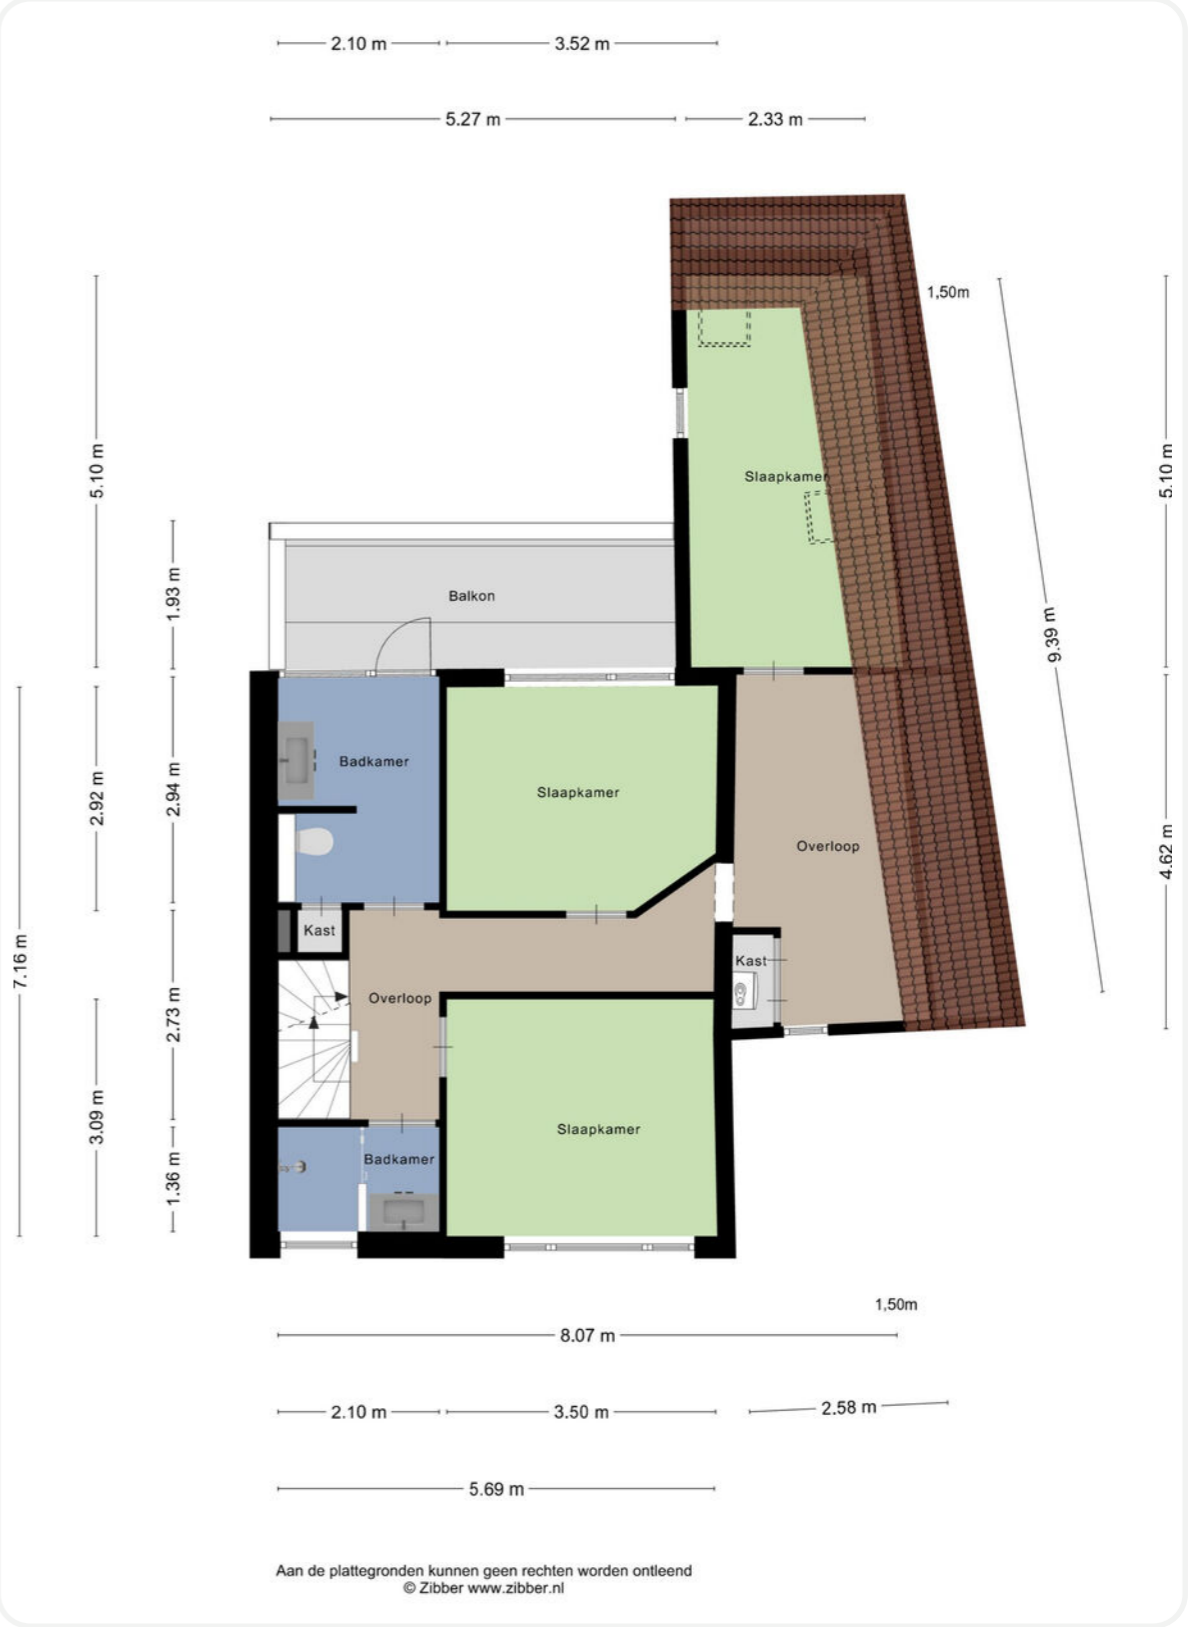 2.10 m
3.52 m
5.27 m
2.33 m
1,50m
5.10 m
5.10 m
Slaapkamer
1.93 m
Balkon
9.39 m
Badkamer
2.92 m
2.94 m
Slaapkamer
Overloop
4.62 m
Kast
Kast
7.16 m
Overloop
2.73 m
3.09 m
Slaapkamer
Badkamer
1.36 m
1,50m
8.07 m
2.10 m
3.50 m
2.58 m
5.69 m
Aan de plattegronden kunnen geen rechten worden ontleend
© Zibber www.zibber.nl